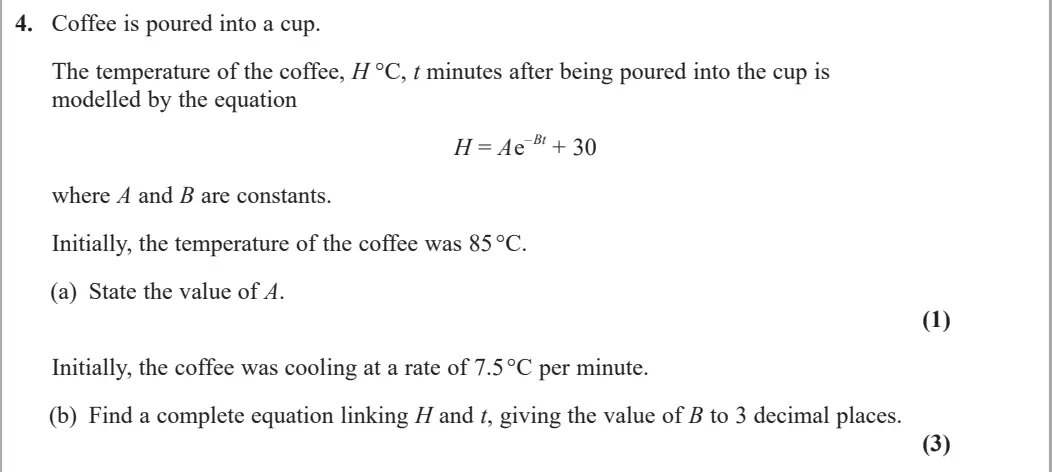 4. Coffee is poured into a cup.
The temperature of the coffee, H °C, t minutes after being poured into the cup is
modelled by the equation
H = Ae^{–Bt} + 30
where A and B are constants.
Initially, the temperature of the coffee was 85 °C.
(a) State the value of A.
(1)
Initially, the coffee was cooling at a rate of 7.5 °C per minute.
(b) Find a complete equation linking H and t, giving the value of B to 3 decimal places.
(3)